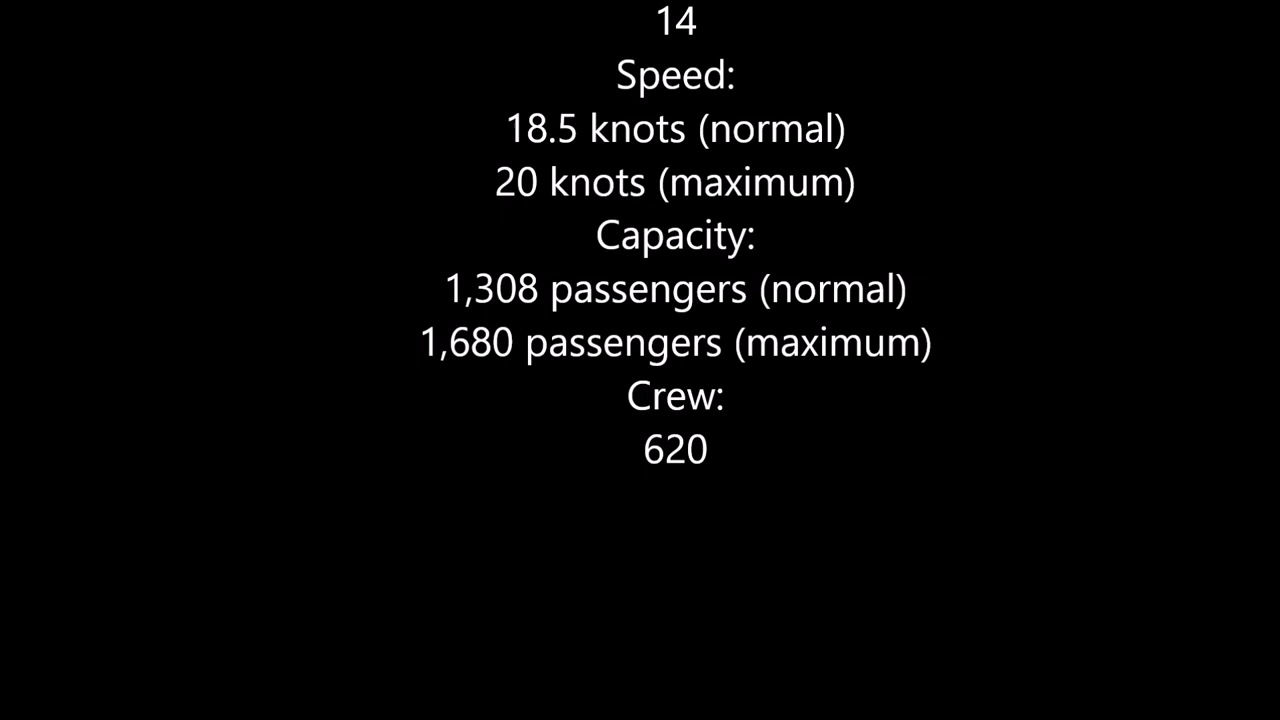 14
Speed:
18.5 knots (normal)
20 knots (maximum)
Capacity:
1,308 passengers (normal)
1,680 passengers (maximum)
Crew:
620